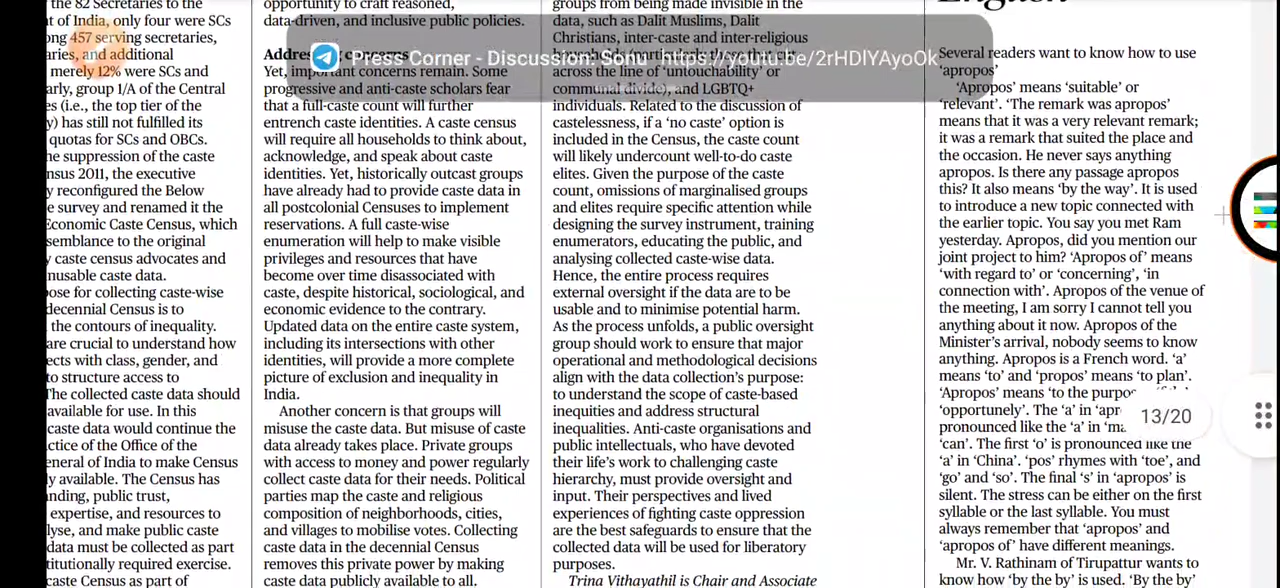 the 82 Secretaries to the
t of India, only four were SCs
ong 457 serving secretaries,
aries, and additional
merely 12% were SCs and
arly, group 1/A of the Central
es (i.e., the top tier of the
y) has still not fulfilled its
quotas for SCs and OBCs.
he suppression of the caste
nsus 2011, the executive
y reconfigured the Below
e survey and renamed it the
Economic Caste Census, which
semblance to the original
y caste census advocates and
nusable caste data.
ose for collecting caste-wise
decennial Census is to
the contours of inequality.
are crucial to understand how
ects with class, gender, and
to structure access to
The collected caste data should
available for use. In this
caste data would continue the
ctice of the Office of the
eneral of India to make Census
ly available. The Census has
nding, public trust,
expertise, and resources to
lyse, and make public caste
data must be collected as part
titutionally required exercise.
caste Census as part of
opportunity to craft reasoned,
data-driven, and inclusive public policies.
Yet, important concerns remain. Some
progressive and anti-caste scholars fear
that a full-caste count will further
entrench caste identities. A caste census
will require all households to think about,
acknowledge, and speak about caste
identities. Yet, historically outcast groups
have already had to provide caste data in
all postcolonial Censuses to implement
reservations. A full caste-wise
enumeration will help to make visible
privileges and resources that have
become over time disassociated with
caste, despite historical, sociological, and
economic evidence to the contrary.
Updated data on the entire caste system,
including its intersections with other
identities, will provide a more complete
picture of exclusion and inequality in
India.
Another concern is that groups will
misuse the caste data. But misuse of caste
data already takes place. Private groups
with access to money and power regularly
collect caste data for their needs. Political
parties map the caste and religious
composition of neighborhoods, cities,
and villages to mobilise votes. Collecting
caste data in the decennial Census
removes this private power by making
caste data publicly available to all.
groups from being made invisible in the
data, such as Dalit Muslims, Dalit
Christians, inter-caste and inter-religious
across the line of ‘untouchability’ or
communal divide), and LGBTQ+
individuals. Related to the discussion of
castelessness, if a ‘no caste’ option is
included in the Census, the caste count
will likely undercount well-to-do caste
elites. Given the purpose of the caste
count, omissions of marginalised groups
and elites require specific attention while
designing the survey instrument, training
enumerators, educating the public, and
analysing collected caste-wise data.
Hence, the entire process requires
external oversight if the data are to be
usable and to minimise potential harm.
As the process unfolds, a public oversight
group should work to ensure that major
operational and methodological decisions
align with the data collection’s purpose:
to understand the scope of caste-based
inequities and address structural
inequalities. Anti-caste organisations and
public intellectuals, who have devoted
their life’s work to challenging caste
hierarchy, must provide oversight and
input. Their perspectives and lived
experiences of fighting caste oppression
are the best safeguards to ensure that the
collected data will be used for liberatory
purposes.
Trina Vithayathil is Chair and Associate
Press Corner - Discussion: Sonu https://youtu.be/2rHDlYAyoOk
English
Several readers want to know how to use
‘apropos’
‘Apropos’ means ‘suitable’ or
‘relevant’. ‘The remark was apropos’
means that it was a very relevant remark;
it was a remark that suited the place and
the occasion. He never says anything
apropos. Is there any passage apropos
this? It also means ‘by the way’. It is used
to introduce a new topic connected with
the earlier topic. You say you met Ram
yesterday. Apropos, did you mention our
joint project to him? ‘Apropos of’ means
‘with regard to’ or ‘concerning’, ‘in
connection with’. Apropos of the venue of
the meeting, I am sorry I cannot tell you
anything about it now. Apropos of the
Minister’s arrival, nobody seems to know
anything. Apropos is a French word. ‘a’
means ‘to’ and ‘propos’ means ‘to plan’.
‘Apropos’ means ‘to the purpo
‘opportunely’. The ‘a’ in ‘apr
pronounced like the ‘a’ in ‘ma
‘can’. The first ‘o’ is pronounced like the
‘a’ in ‘China’. ‘pos’ rhymes with ‘toe’, and
‘go’ and ‘so’. The final ‘s’ in ‘apropos’ is
silent. The stress can be either on the first
syllable or the last syllable. You must
always remember that ‘apropos’ and
‘apropos of’ have different meanings.
Mr. V. Rathinam of Tirupattur wants to
know how ‘by the by’ is used. ‘By the by’
13/20